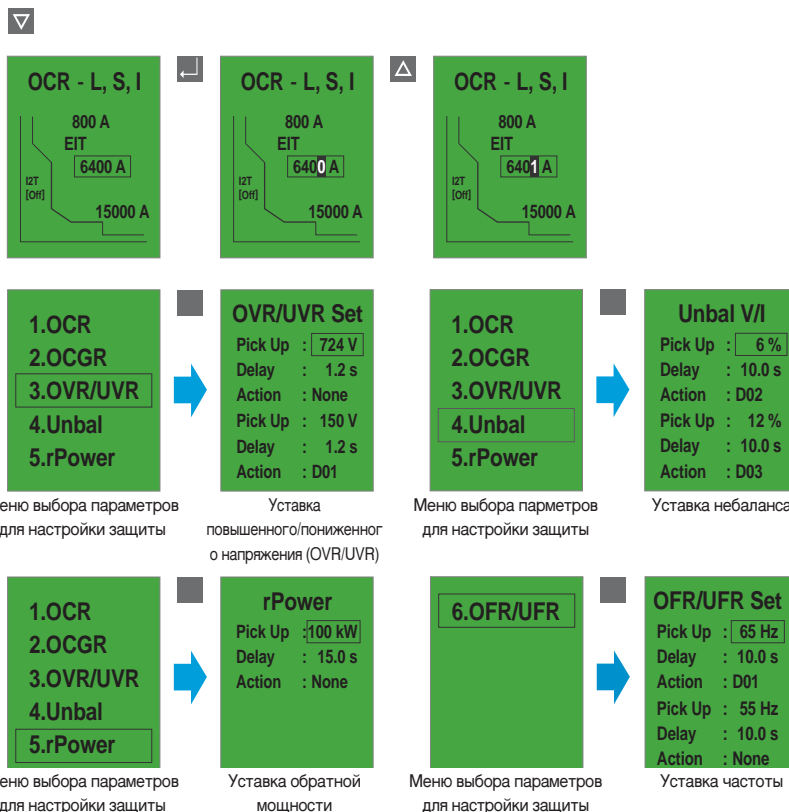 OCR - L, S, I
800 A
EIT
6400 A
I2T
[Off]
15000 A
OCR - L, S, I
800 A
EIT
6400 A
I2T
[Off]
15000 A
OCR - L, S, I
800 A
EIT
6401 A
I2T
[Off]
15000 A
1.OCR
2.OCGR
3.OVR/UVR
4.Unbal
5.rPower
еню выбора параметров
для настройки защиты
OVR/UVR Set
Pick Up : 724 V
Delay : 1.2 s
Action : None
Pick Up : 150 V
Delay : 1.2 s
Action : D01
Уставка
повышенного/пониженног
о напряжения (OVR/UVR)
1.OCR
2.OCGR
3.OVR/UVR
4.Unbal
5.rPower
Меню выбора парметров
для настройки защиты
Unbal V/I
Pick Up : 6 %
Delay : 10.0 s
Action : D02
Pick Up : 12 %
Delay : 10.0 s
Action : D03
Уставка небаланса
1.OCR
2.OCGR
3.OVR/UVR
4.Unbal
5.rPower
еню выбора параметров
для настройки защиты
rPower
Pick Up : 100 kW
Delay : 15.0 s
Action : None
Уставка обратной
мощности
6.OFR/UFR
Меню выбора параметров
для настройки защиты
OFR/UFR Set
Pick Up : 65 Hz
Delay : 10.0 s
Action : D01
Pick Up : 55 Hz
Delay : 10.0 s
Action : None
Уставка частоты